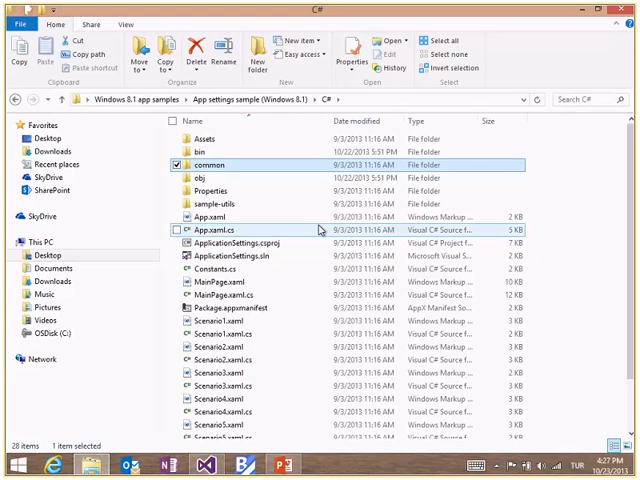 C#
File Home Share View
Copy Paste Cut Copy path Paste shortcut Move to Copy to Delete Rename New folder New item Easy access Properties Open Edit History Select all Select none Invert selection
Clipboard Organize New Open Select
Windows 8.1 app samples App settings sample (Windows 8.1) C# Search C#
Name Date modified Type Size
Favorites
Desktop
Downloads
Recent places
SkyDrive
SharePoint
SkyDrive
This PC
Desktop
Documents
Downloads
Music
Pictures
Videos
OSDisk (C:)
Network
Assets 9/3/2013 11:16 AM File folder
bin 10/22/2013 5:51 PM File folder
common 9/3/2013 11:16 AM File folder
obj 10/22/2013 5:51 PM File folder
Properties 9/3/2013 11:16 AM File folder
sample-utils 9/3/2013 11:16 AM File folder
App.xaml 9/3/2013 11:16 AM Windows Markup ... 2 KB
App.xaml.cs 9/3/2013 11:16 AM Visual C# Source f... 5 KB
ApplicationSettings.csproj 9/3/2013 11:16 AM Visual C# Project f... 7 KB
ApplicationSettings.sln 9/3/2013 11:16 AM Microsoft Visual S... 2 KB
Constants.cs 9/3/2013 11:16 AM Visual C# Source f... 2 KB
MainPage.xaml 9/3/2013 11:16 AM Windows Markup ... 10 KB
MainPage.xaml.cs 9/3/2013 11:16 AM Visual C# Source f... 12 KB
Package.appxmanifest 9/3/2013 11:16 AM AppX Manifest So... 2 KB
Scenario1.xaml 9/3/2013 11:16 AM Windows Markup ... 3 KB
Scenario1.xaml.cs 9/3/2013 11:16 AM Visual C# Source f... 2 KB
Scenario2.xaml 9/3/2013 11:16 AM Windows Markup ... 3 KB
Scenario2.xaml.cs 9/3/2013 11:16 AM Visual C# Source f... 4 KB
Scenario3.xaml 9/3/2013 11:16 AM Windows Markup ... 3 KB
Scenario3.xaml.cs 9/3/2013 11:16 AM Visual C# Source f... 5 KB
Scenario4.xaml 9/3/2013 11:16 AM Windows Markup ... 3 KB
Scenario4.xaml.cs 9/3/2013 11:16 AM Visual C# Source f... 5 KB
Scenario5.xaml 9/3/2013 11:16 AM Windows Markup ... 3 KB
28 items 1 item selected
TUR 4:27 PM
10/23/2013